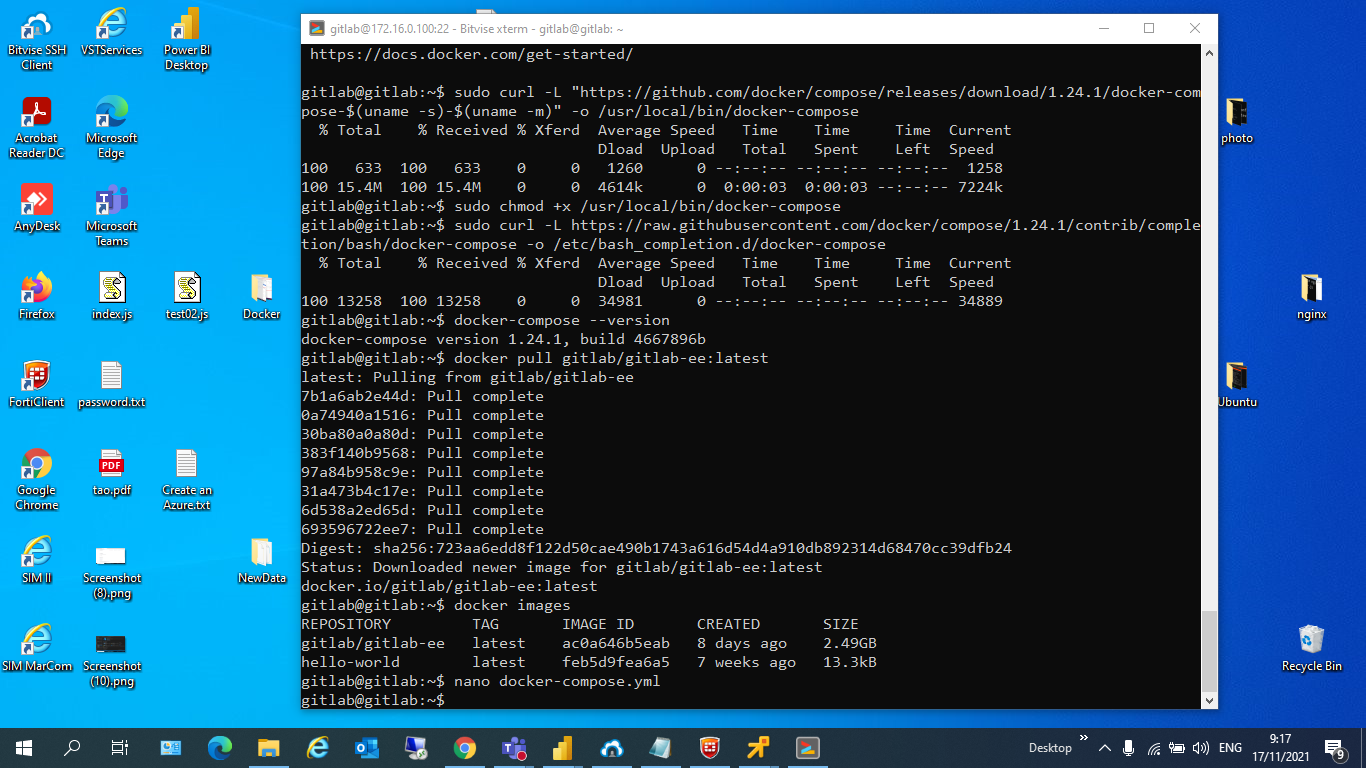 gitlab@172.16.0.100:22 - Bitvise xterm - gitlab@gitlab: ~
https://docs.docker.com/get-started/
gitlab@gitlab:~$ sudo curl -L "https://github.com/docker/compose/releases/download/1.24.1/docker-com
pose-$(uname -s)-$(uname -m)" -o /usr/local/bin/docker-compose
% Total % Received % Xferd Average Speed Time Time Time Current
Dload Upload Total Spent Left Speed
100 633 100 633 0 0 1260 0 --:--:-- --:--:-- --:--:-- 1258
100 15.4M 100 15.4M 0 0 4614k 0 0:00:03 0:00:03 --:--:-- 7224k
gitlab@gitlab:~$ sudo chmod +x /usr/local/bin/docker-compose
gitlab@gitlab:~$ sudo curl -L https://raw.githubusercontent.com/docker/compose/1.24.1/contrib/comple
tion/bash/docker-compose -o /etc/bash_completion.d/docker-compose
% Total % Received % Xferd Average Speed Time Time Time Current
Dload Upload Total Spent Left Speed
100 13258 100 13258 0 0 34981 0 --:--:-- --:--:-- --:--:-- 34889
gitlab@gitlab:~$ docker-compose --version
docker-compose version 1.24.1, build 4667896b
gitlab@gitlab:~$ docker pull gitlab/gitlab-ee:latest
latest: Pulling from gitlab/gitlab-ee
7b1a6ab2e44d: Pull complete
0a74940a1516: Pull complete
30ba80a0a80d: Pull complete
383f140b9568: Pull complete
97a84b958c9e: Pull complete
31a473b4c17e: Pull complete
6d538a2ed65d: Pull complete
693596722ee7: Pull complete
Digest: sha256:723aa6edd8f122d50cae490b1743a616d54d4a910db892314d68470cc39dfb24
Status: Downloaded newer image for gitlab/gitlab-ee:latest
docker.io/gitlab/gitlab-ee:latest
gitlab@gitlab:~$ docker images
REPOSITORY TAG IMAGE ID CREATED SIZE
gitlab/gitlab-ee latest ac0a646b5eab 8 days ago 2.49GB
hello-world latest feb5d9fea6a5 7 weeks ago 13.3kB
gitlab@gitlab:~$ nano docker-compose.yml
gitlab@gitlab:~$
Bitvise SSH
Client
VSTServices
Power BI
Desktop
Acrobat
Reader DC
Microsoft
Edge
AnyDesk
Microsoft
Teams
Firefox
index.js
test02.js
Docker
FortiClient
password.txt
Google
Chrome
PDF
tao.pdf
Create an
Azure.txt
SIM II
Screenshot
(8).png
NewData
SIM MarCom
Screenshot
(10).png
photo
nginx
Ubuntu
Recycle Bin
Desktop
ENG
9:17
17/11/2021
9